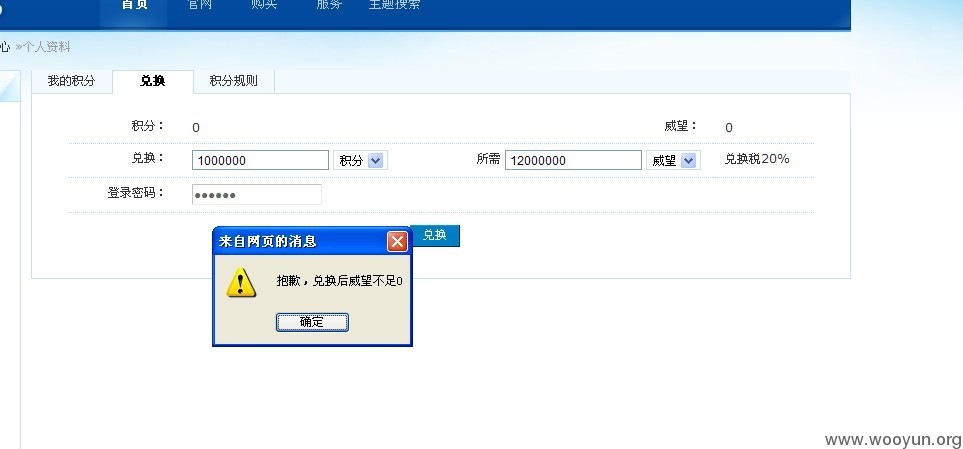 首页 官网 购买 服务 主题搜索
心 »个人资料
我的积分 兑换 积分规则
积分： 0 威望： 0
兑换： 1000000 积分 所需 12000000 威望 兑换税20%
登录密码： ●●●●●●
兑换
来自网页的消息
抱歉，兑换后威望不足0
确定
www.wooyun.org